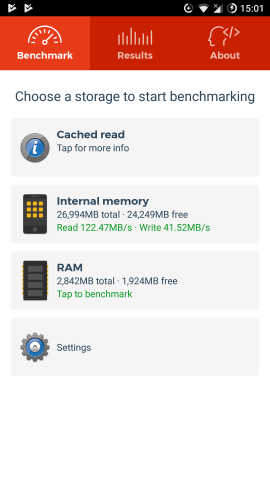 15:01
Benchmark
Results
About
Choose a storage to start benchmarking
Cached read
Tap for more info
Internal memory
26,994MB total · 24,249MB free
Read 122.47MB/s · Write 41.52MB/s
RAM
2,842MB total · 1,924MB free
Tap to benchmark
Settings